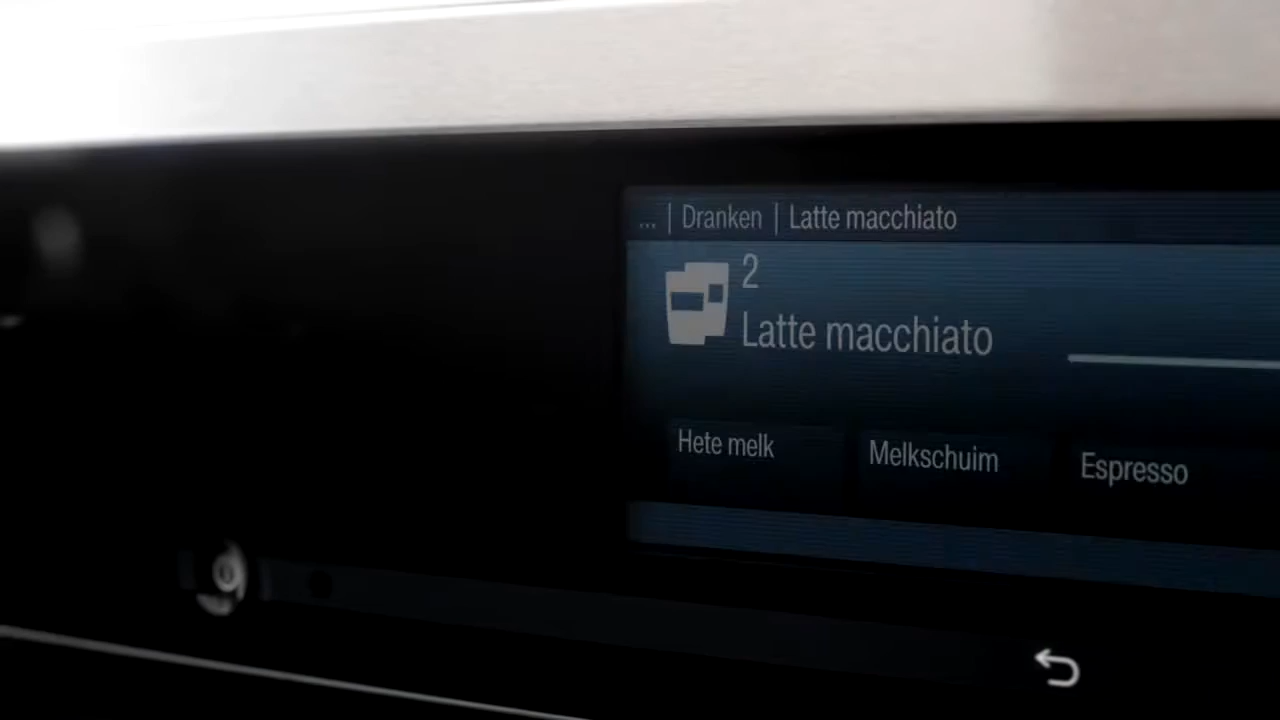 ... | Dranken | Latte macchiato
2
Latte macchiato
Hete melk
Melkschuim
Espresso